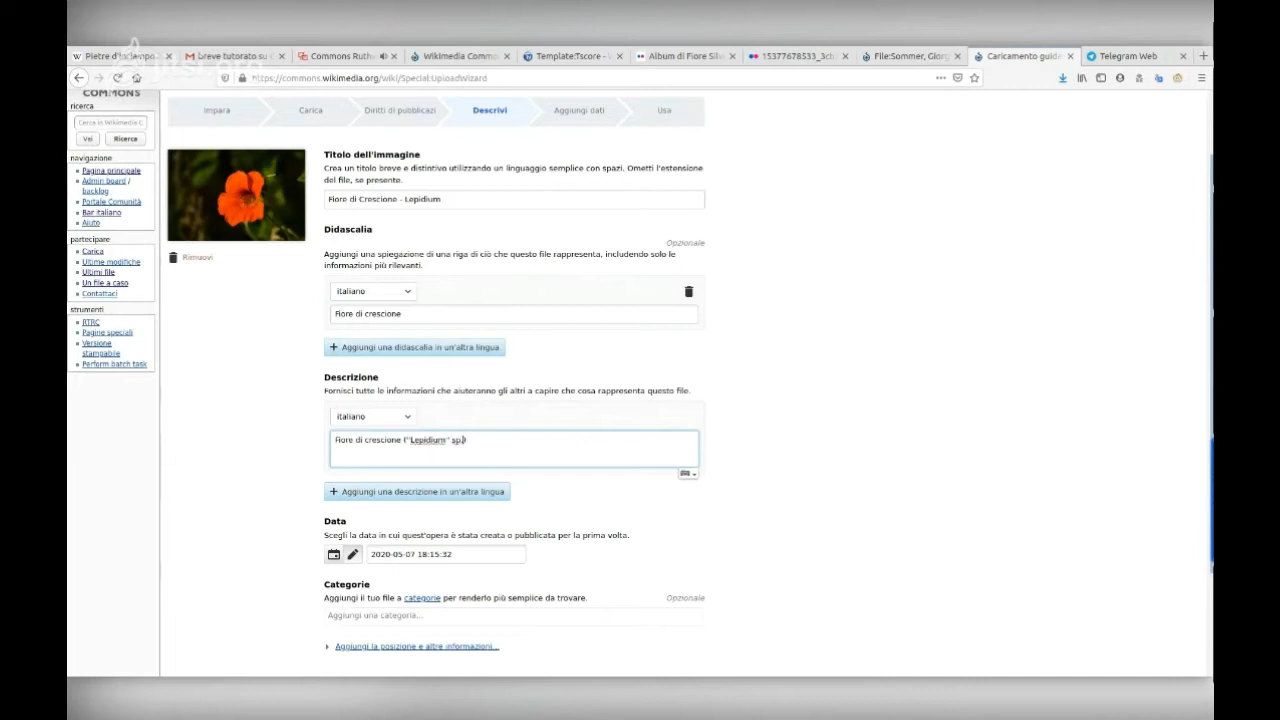 Pietre d'inciampo
breve tutorato su C
Commons Ruth
Wikimedia Commo
Template:Tscore - W
Album di Fiore Sil
15377678533_3cb
File:Sommer, Giorg
Caricamento guida
Telegram Web
https://commons.wikimedia.org/wiki/Special:UploadWizard
COMMONS
ricerca
Cerca in Wikimedia C
Vai
Ricerca
navigazione
Pagina principale
Admin board /
backlog
Portale Comunità
Bar italiano
Aiuto
partecipare
Carica
Ultime modifiche
Ultimi file
Un file a caso
Contattaci
strumenti
RTRC
Pagine speciali
Versione
stampabile
Perform batch task
Impara
Carica
Diritti di pubblicazi
Descrivi
Aggiungi dati
Usa
Rimuovi
Titolo dell'immagine
Crea un titolo breve e distintivo utilizzando un linguaggio semplice con spazi. Ometti l'estensione
del file, se presente.
Fiore di Crescione - Lepidium
Didascalia
Opzionale
Aggiungi una spiegazione di una riga di ciò che questo file rappresenta, includendo solo le
informazioni più rilevanti.
italiano
Fiore di crescione
+ Aggiungi una didascalia in un'altra lingua
Descrizione
Fornisci tutte le informazioni che aiuteranno gli altri a capire che cosa rappresenta questo file.
italiano
Fiore di crescione (''Lepidium'' sp.)
+ Aggiungi una descrizione in un'altra lingua
Data
Scegli la data in cui quest'opera è stata creata o pubblicata per la prima volta.
2020-05-07 18:15:32
Categorie
Aggiungi il tuo file a categorie per renderlo più semplice da trovare.
Opzionale
Aggiungi una categoria...
Aggiungi la posizione e altre informazioni...